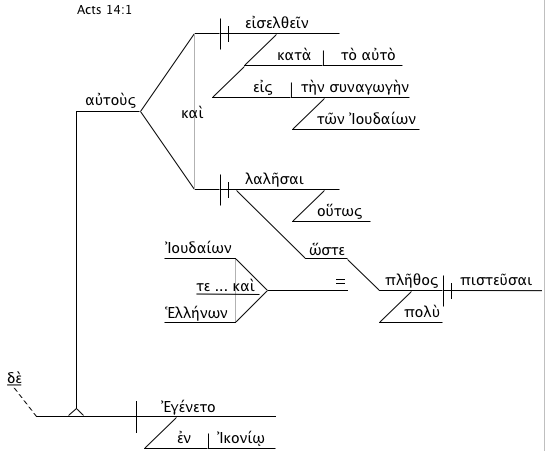 Acts 14:1
εἰσελθεῖν
κατὰ τὸ αὐτὸ
εἰς τὴν συναγωγὴν
αὐτοὺς
καὶ
τῶν Ἰουδαίων
λαλῆσαι
οὕτως
Ἰουδαίων
ὥστε
τε ... καὶ
=
πλῆθος πιστεῦσαι
Ἑλλήνων
πολὺ
δὲ
Ἐγένετο
ἐν Ἰκονίῳ